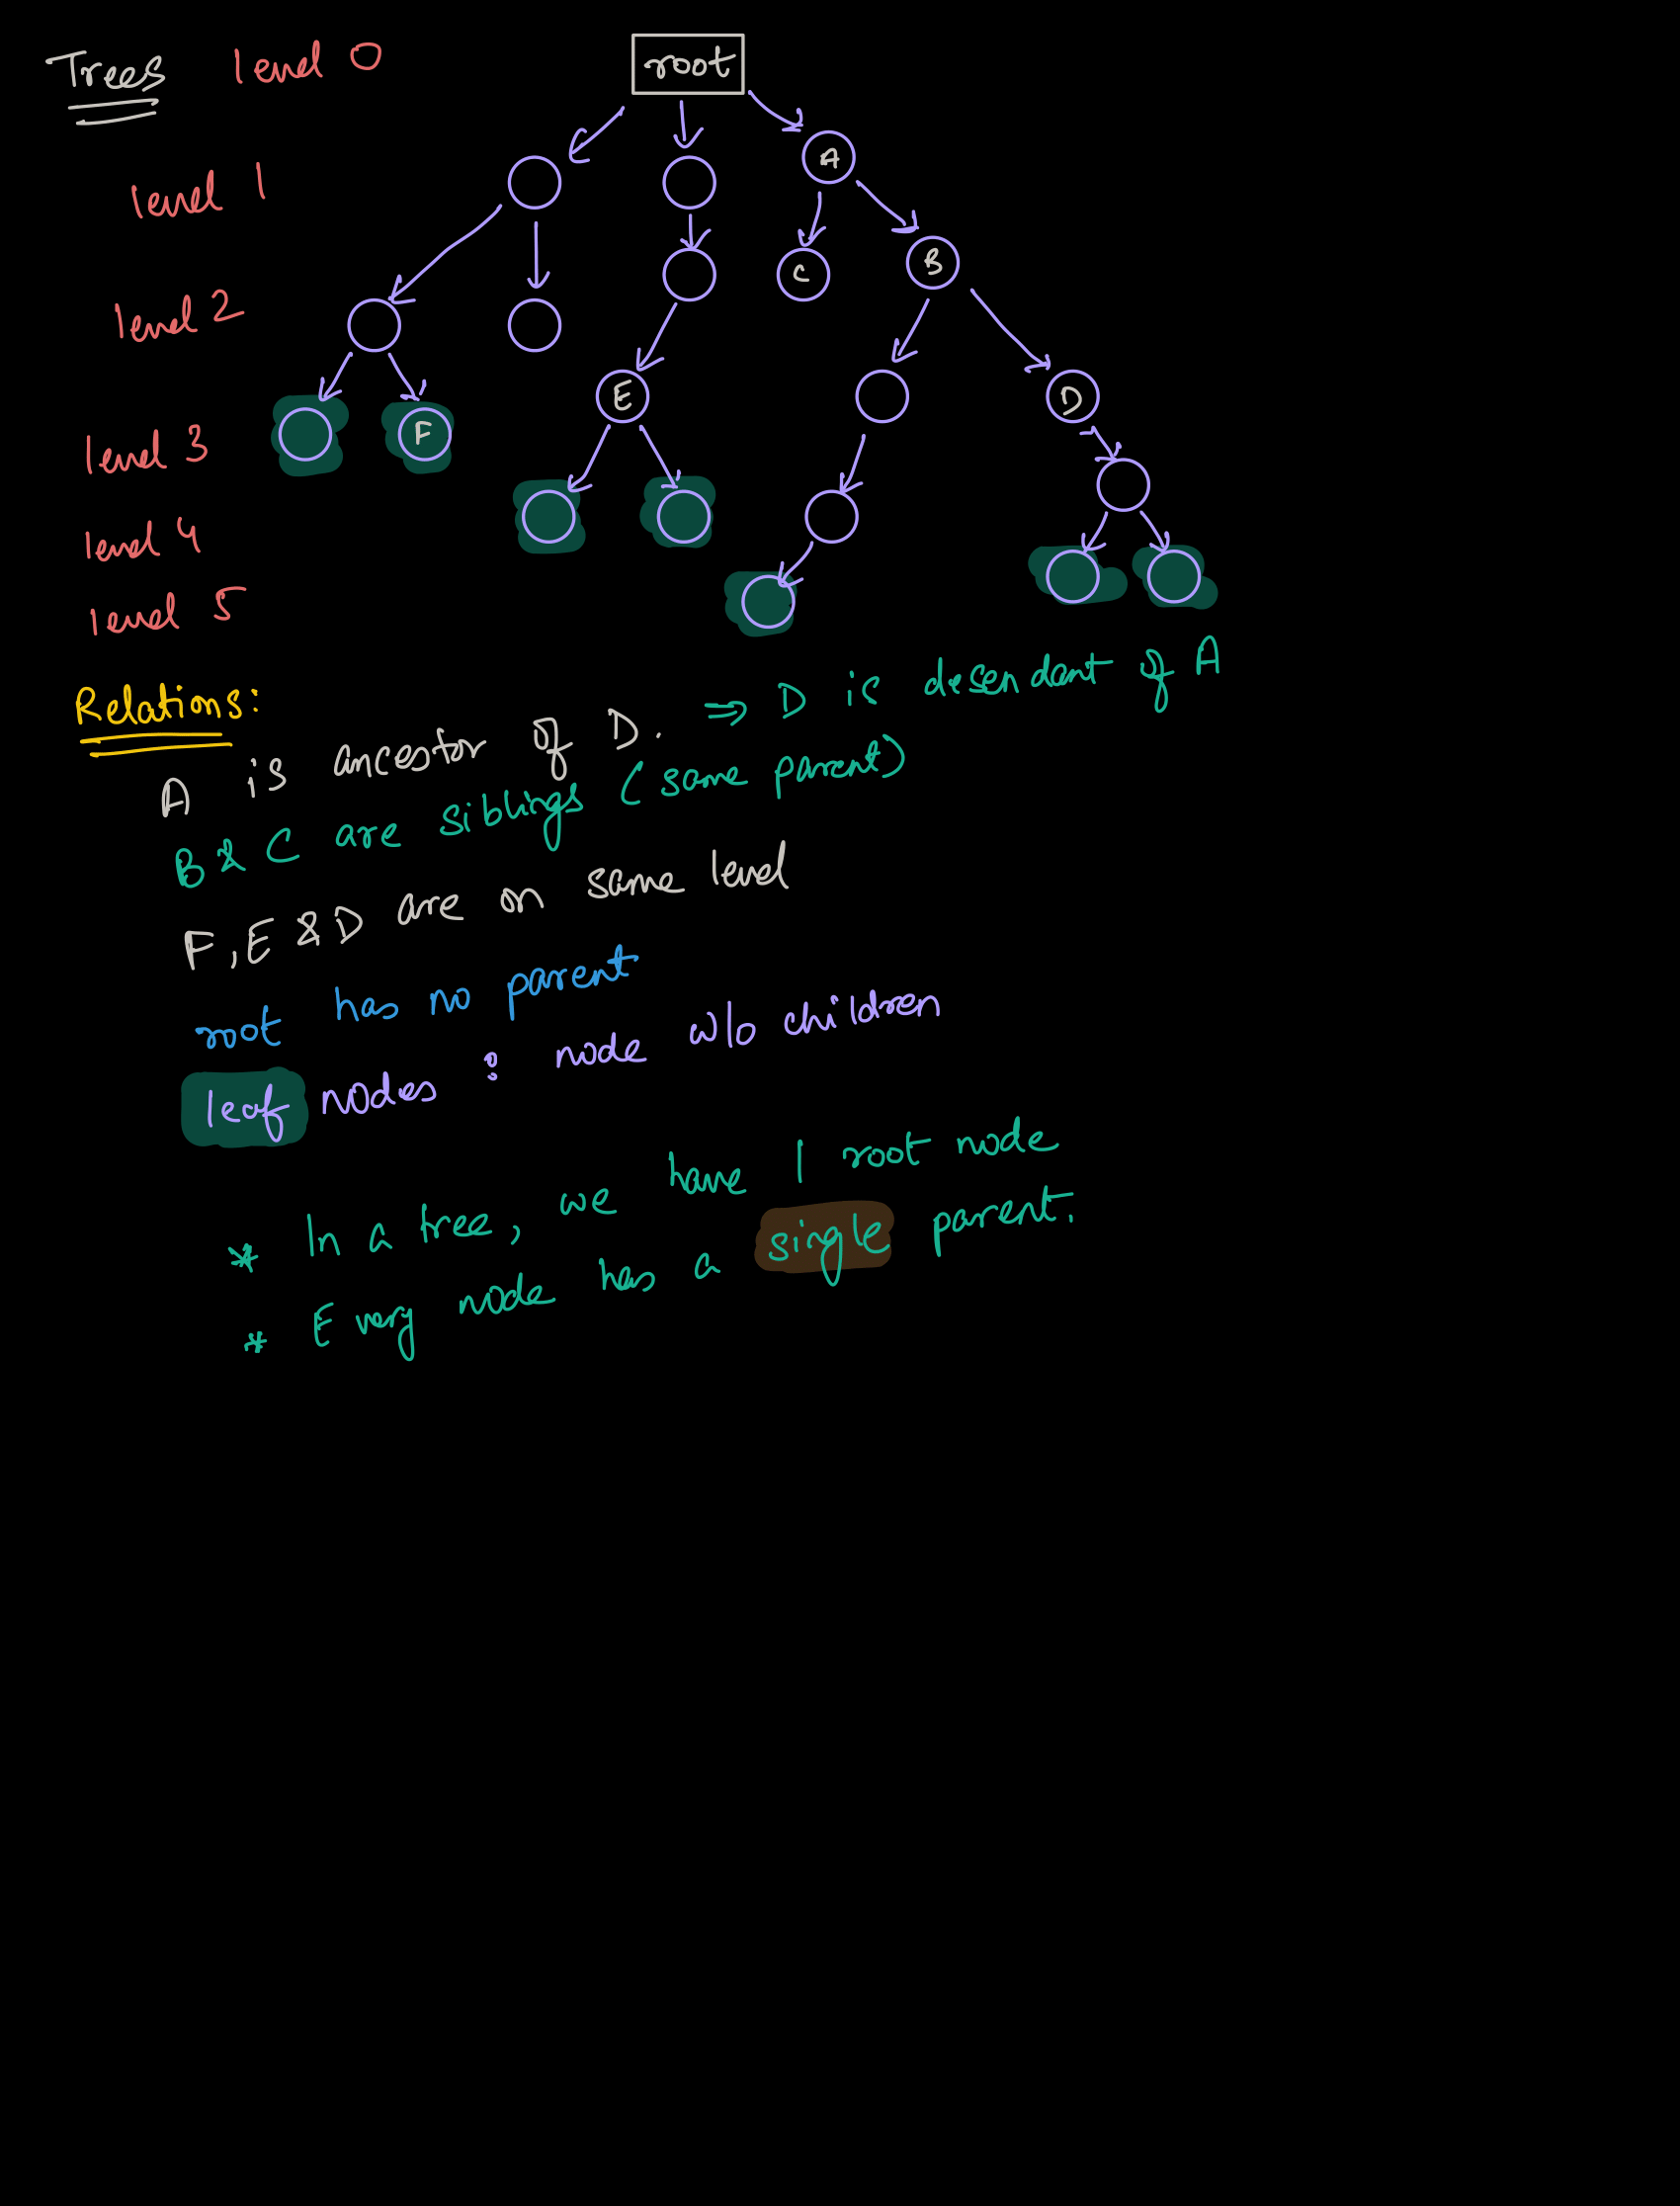 Trees level 0 root
level 1 A
C B
level 2
E D
level 3 F
level 4
level 5
Relations:
A is ancestor of D. ⇒ D is desendant of A
B & C are siblings (same parent)
F, E & D are on same level
root has no parent
leaf nodes : node w/o children
* In a tree, we have 1 root node
* Every node has a single parent.